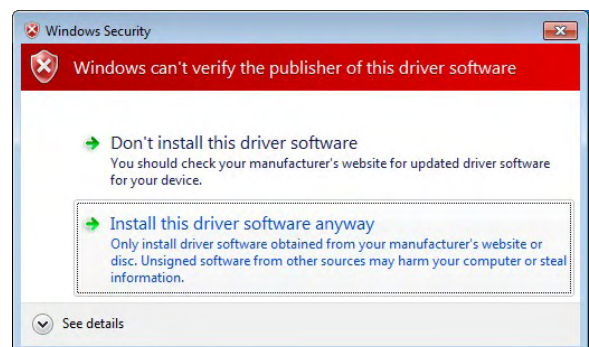 Windows Security
Windows can't verify the publisher of this driver software
Don't install this driver software
You should check your manufacturer's website for updated driver software
for your device.
Install this driver software anyway
Only install driver software obtained from your manufacturer's website or
disc. Unsigned software from other sources may harm your computer or steal
information.
See details